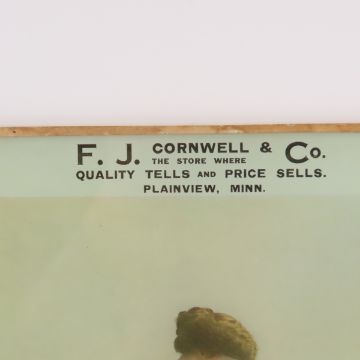 F. J. CORNWELL & Co.
THE STORE WHERE
QUALITY TELLS AND PRICE SELLS.
PLAINVIEW, MINN.